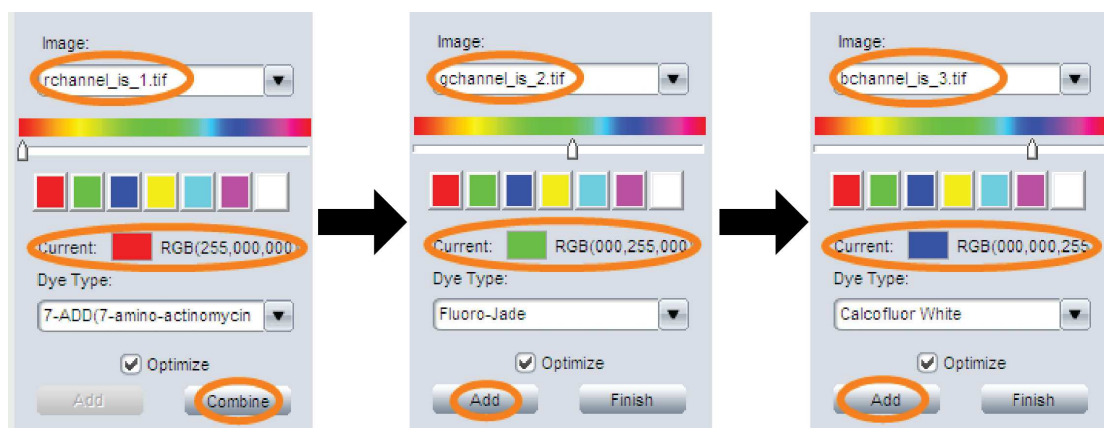 Image:
rchannel_is_1.tif
Current: RGB(255,000,000)
Dye Type:
7-ADD(7-amino-actinomycin
Optimize
Add Combine
Image:
gchannel_is_2.tif
Current: RGB(000,255,000
Dye Type:
Fluoro-Jade
Optimize
Add Finish
Image:
bchannel_is_3.tif
Current: RGB(000,000,255
Dye Type:
Calcofluor White
Optimize
Add Finish